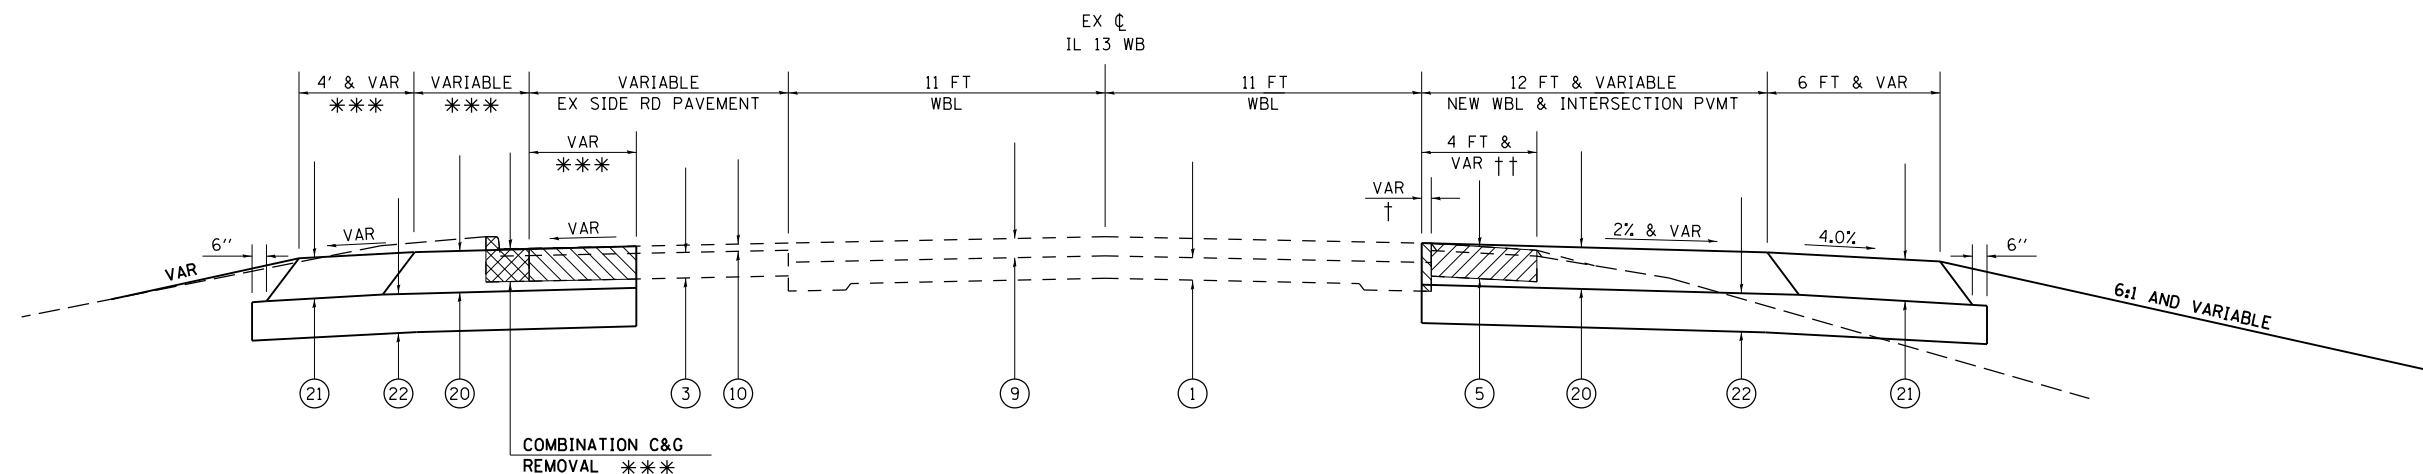 EX ℄
IL 13 WB
4' & VAR
✳✳✳
VARIABLE
✳✳✳
VARIABLE
EX SIDE RD PAVEMENT
11 FT
WBL
11 FT
WBL
12 FT & VARIABLE
NEW WBL & INTERSECTION PVMT
6 FT & VAR
VAR
✳✳✳
4 FT &
VAR ††
VAR
†
6"
VAR
VAR
VAR
2% & VAR
4.0%
6"
6:1 AND VARIABLE
21
22
20
3
10
9
1
5
20
22
21
COMBINATION C&G
REMOVAL ✳✳✳